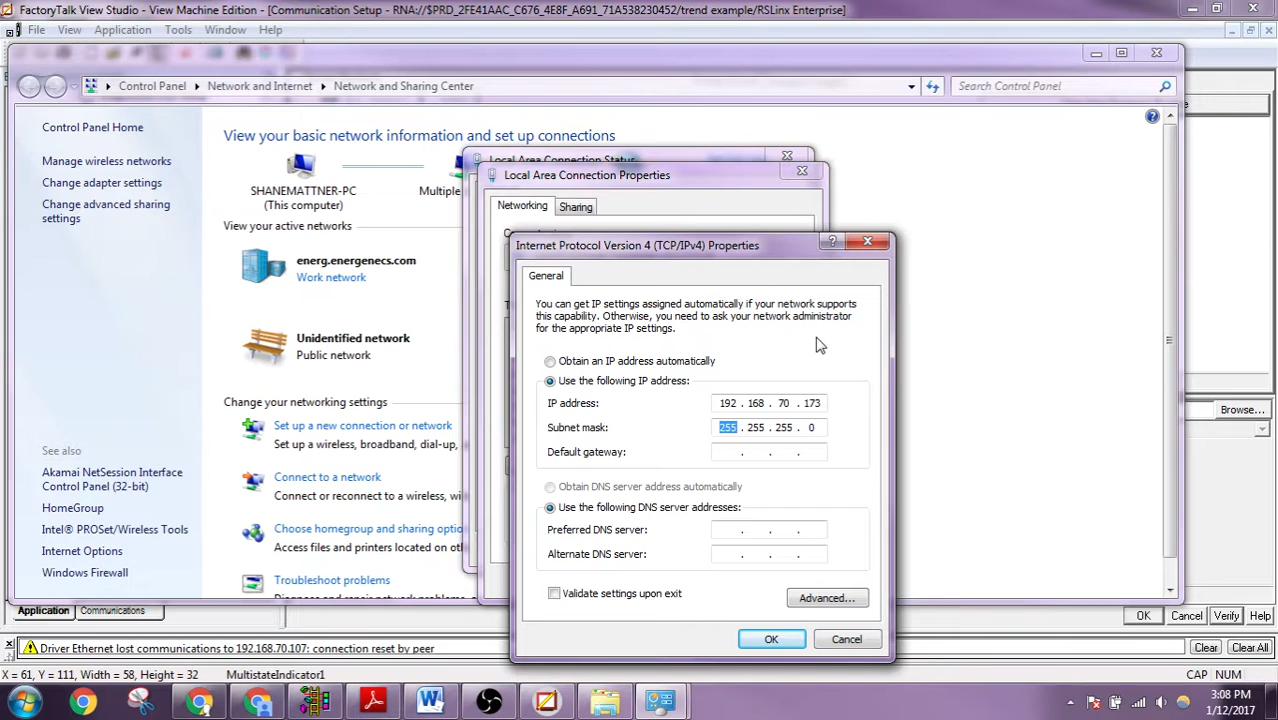 FactoryTalk View Studio - View Machine Edition - [Communication Setup - RNA://$PRD_2FE41AAC_C676_4E8F_A691_71A538230452/trend example/RSLinx Enterprise]
File View Application Tools Window Help
Control Panel Network and Internet Network and Sharing Center Search Control Panel
Control Panel Home
Manage wireless networks
Change adapter settings
Change advanced sharing
settings
See also
Akamai NetSession Interface
Control Panel (32-bit)
HomeGroup
Intel® PROSet/Wireless Tools
Internet Options
Windows Firewall
View your basic network information and set up connections
SHANEMATTNER-PC
(This computer)
Multiple
View your active networks
energ.energenecs.com
Work network
Unidentified network
Public network
Change your networking settings
Set up a new connection or network
Set up a wireless, broadband,
Connect to a network
Connect or reconnect to a wireless, wi
Choose homegroup and sharing optio
Access files and printers located on oth
Troubleshoot problems
Local Area Connection Status
Local Area Connection Properties
Networking Sharing
Internet Protocol Version 4 (TCP/IPv4) Properties
General
You can get IP settings assigned automatically if your network supports
this capability. Otherwise, you need to ask your network administrator
for the appropriate IP settings.
Obtain an IP address automatically
Use the following IP address:
IP address: 192 . 168 . 70 . 173
Subnet mask: 255 . 255 . 255 . 0
Default gateway: . . .
Obtain DNS server address automatically
Use the following DNS server addresses:
Preferred DNS server: . . .
Alternate DNS server: . . .
Validate settings upon exit
Advanced...
OK Cancel
Browse...
Application Communications
OK Cancel Verify Help
Driver Ethernet lost communications to 192.168.70.107: connection reset by peer
Clear Clear All
X = 61, Y = 111, Width = 58, Height = 32 MultistateIndicator1 CAP NUM
3:08 PM
1/12/2017